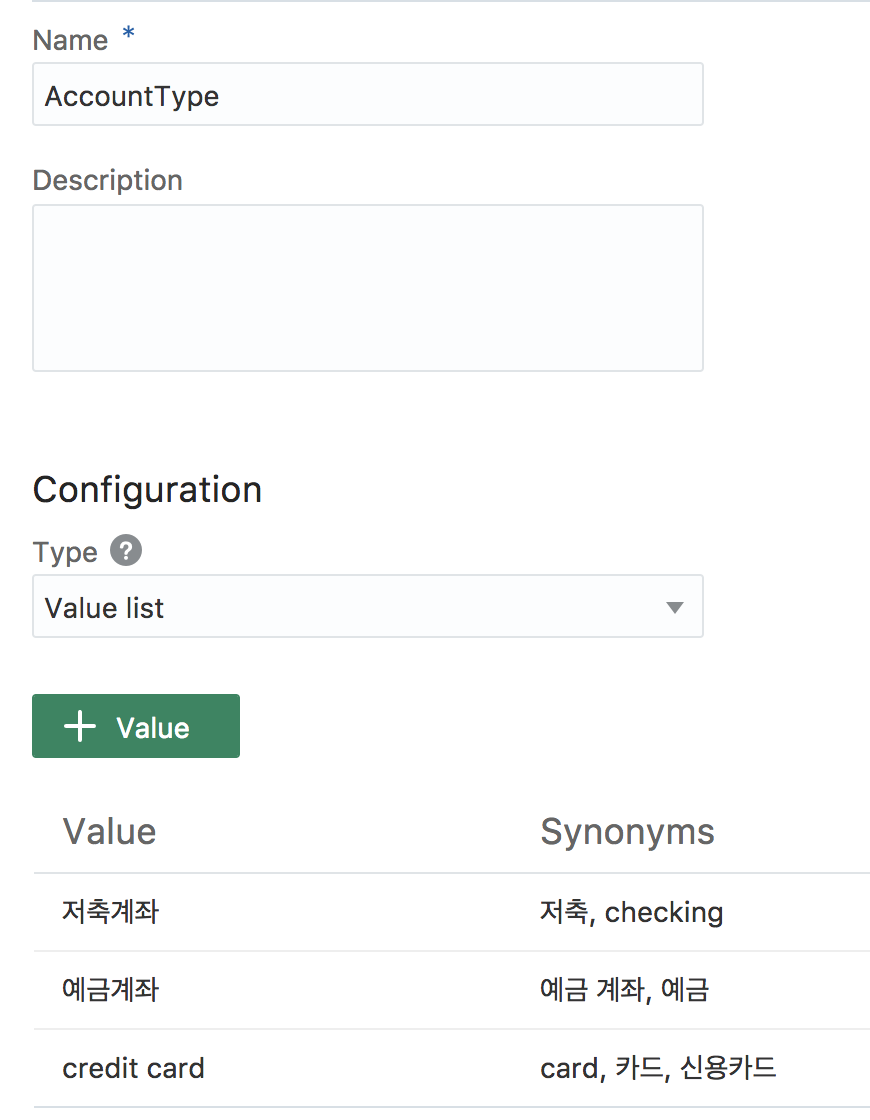 Name *
AccountType
Description
Configuration
Type ?
Value list
+ Value
Value Synonyms
저축계좌 저축, checking
예금계좌 예금 계좌, 예금
credit card card, 카드, 신용카드